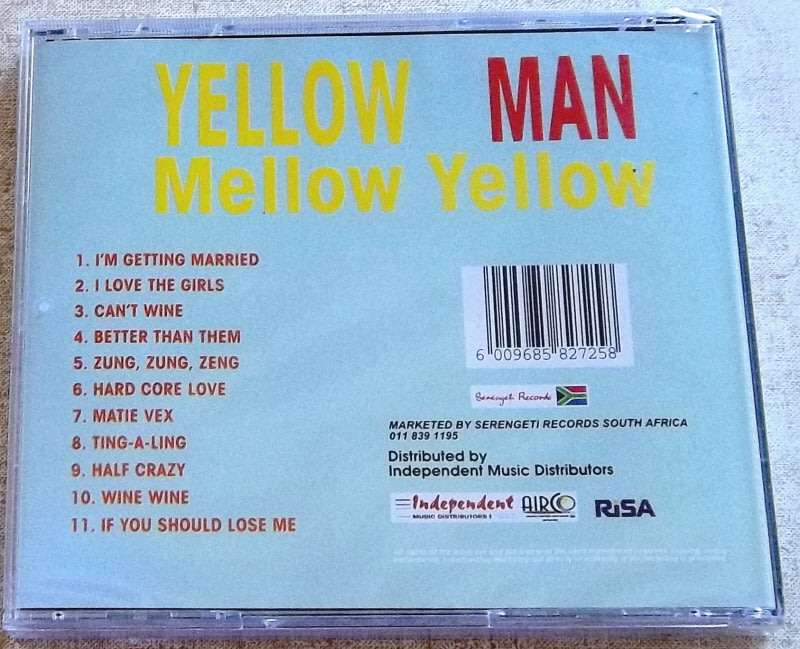 YELLOW MAN
Mellow Yellow
1. I'M GETTING MARRIED
2. I LOVE THE GIRLS
3. CAN'T WINE
4. BETTER THAN THEM
5. ZUNG, ZUNG, ZENG
6. HARD CORE LOVE
7. MATIE VEX
8. TING-A-LING
9. HALF CRAZY
10. WINE WINE
11. IF YOU SHOULD LOSE ME
6 009685 827258
Serengeti Records
MARKETED BY SERENGETI RECORDS SOUTH AFRICA
011 839 1195
Distributed by
Independent Music Distributors
Independent AIRCO RiSA
MUSIC DISTRIBUTORS